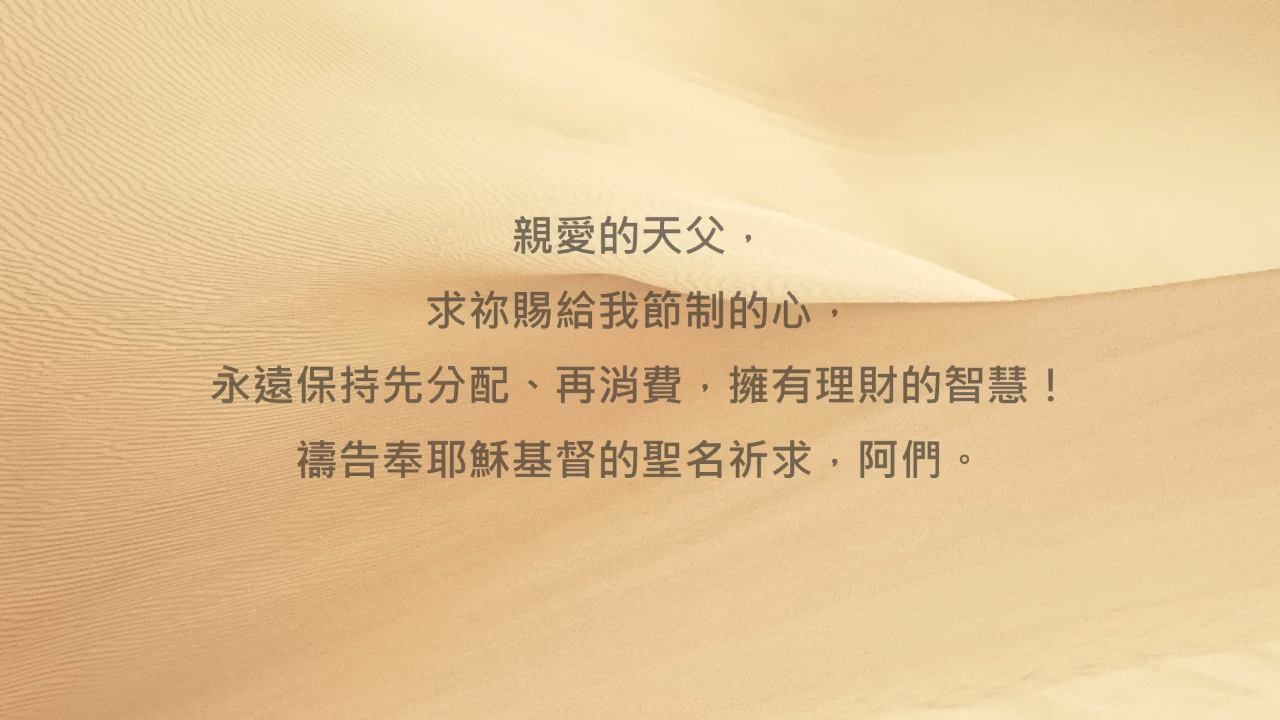 親愛的天父，
求祢賜給我節制的心，
永遠保持先分配、再消費，擁有理財的智慧！
禱告奉耶穌基督的聖名祈求，阿們。